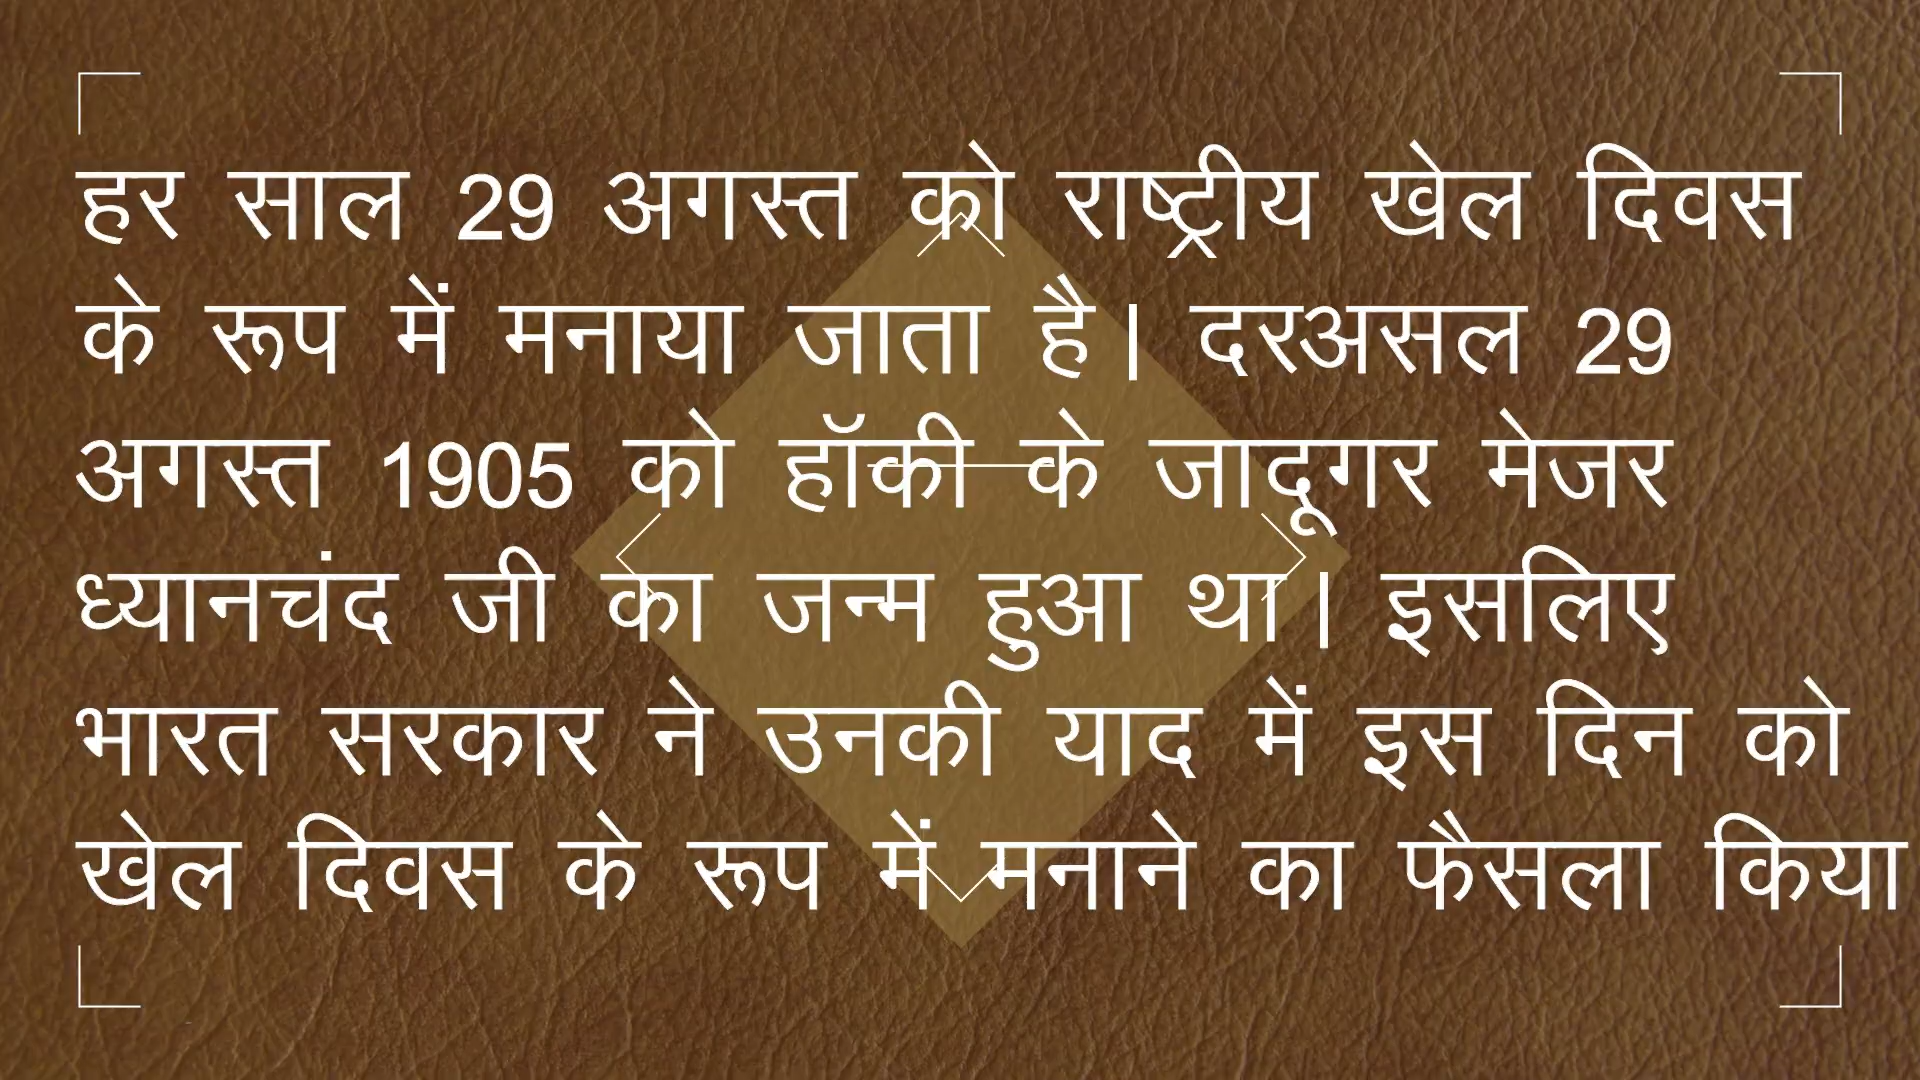 हर साल 29 अगस्त को राष्ट्रीय खेल दिवस
के रूप में मनाया जाता है। दरअसल 29
अगस्त 1905 को हॉकी के जादूगर मेजर
ध्यानचंद जी का जन्म हुआ था। इसलिए
भारत सरकार ने उनकी याद में इस दिन को
खेल दिवस के रूप में मनाने का फैसला किया